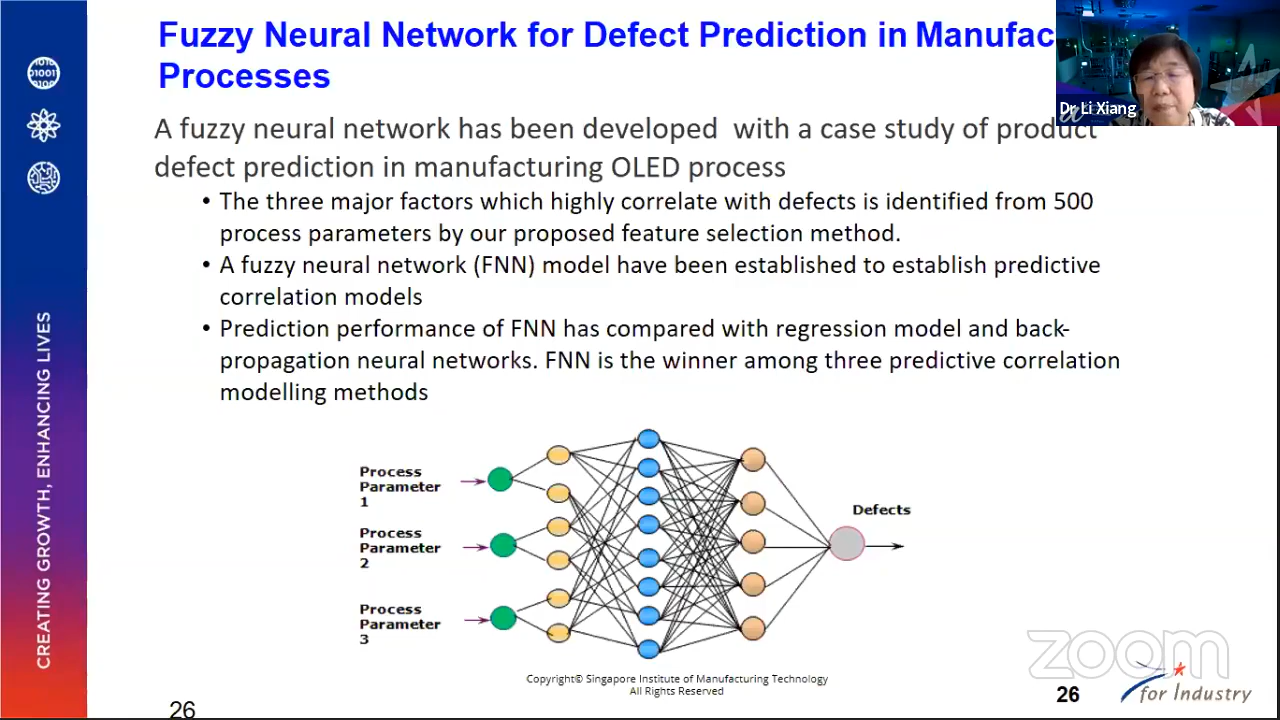 Fuzzy Neural Network for Defect Prediction in Manufac
Processes
Dr Li Xiang
A fuzzy neural network has been developed with a case study of product
defect prediction in manufacturing OLED process
• The three major factors which highly correlate with defects is identified from 500
process parameters by our proposed feature selection method.
• A fuzzy neural network (FNN) model have been established to establish predictive
correlation models
• Prediction performance of FNN has compared with regression model and back-
propagation neural networks. FNN is the winner among three predictive correlation
modelling methods
Process
Parameter
1
Process
Parameter
2
Process
Parameter
3
Defects
CREATING GROWTH, ENHANCING LIVES
Copyright© Singapore Institute of Manufacturing Technology
All Rights Reserved
zoom
26
for Industry
26